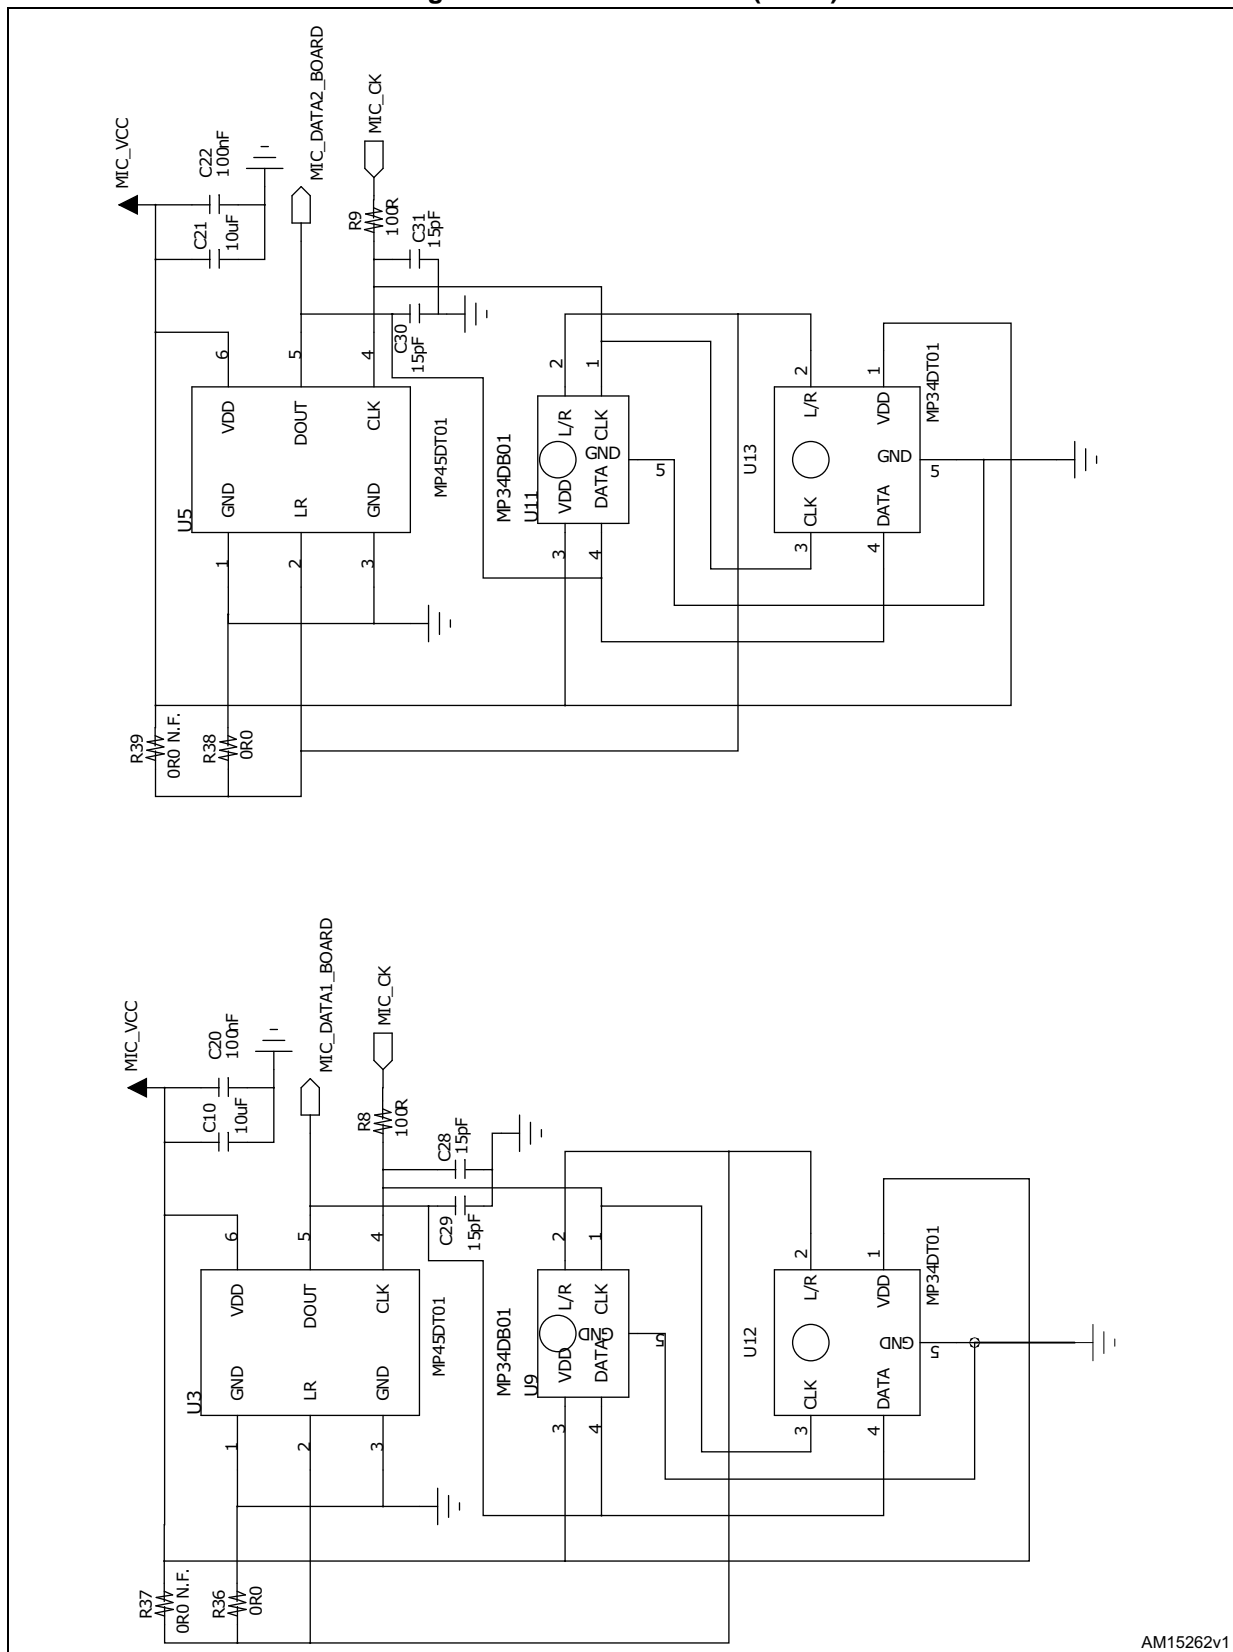 MIC_VCC
C22
100nF
C21
10uF
MIC_DATA2_BOARD
MIC_CK
R9
100R
C31
15pF
C30
15pF
6
5
4
VDD
DOUT
CLK
GND
LR
GND
U5
MP45DT01
1
2
3
R39
0R0 N.F.
R38
0R0
2
1
L/R
CLK
GND
VDD
DATA
MP34DB01
U11
5
3
4
U13
2
1
L/R
VDD
GND
CLK
DATA
MP34DT01
5
3
4
MIC_VCC
C20
100nF
C10
10uF
MIC_DATA1_BOARD
MIC_CK
R8
100R
C28
15pF
C29
15pF
6
5
4
VDD
DOUT
CLK
GND
LR
GND
U3
MP45DT01
1
2
3
R37
0R0 N.F.
R36
0R0
2
1
L/R
CLK
GND
VDD
DATA
MP34DB01
U9
5
3
4
U12
2
1
L/R
VDD
GND
CLK
DATA
MP34DT01
5
3
4
AM15262v1